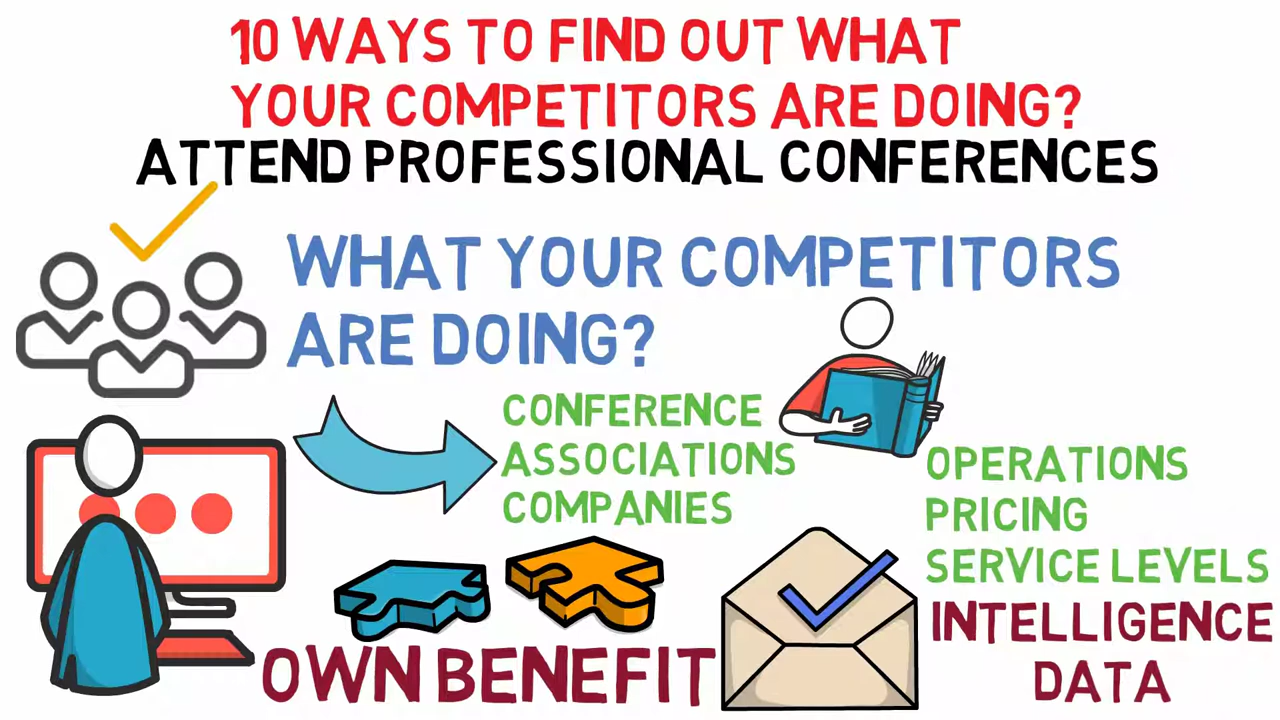 10 WAYS TO FIND OUT WHAT
YOUR COMPETITORS ARE DOING?
ATTEND PROFESSIONAL CONFERENCES
WHAT YOUR COMPETITORS
ARE DOING?
CONFERENCE
ASSOCIATIONS
COMPANIES
OPERATIONS
PRICING
SERVICE LEVELS
INTELLIGENCE
DATA
OWN BENEFIT